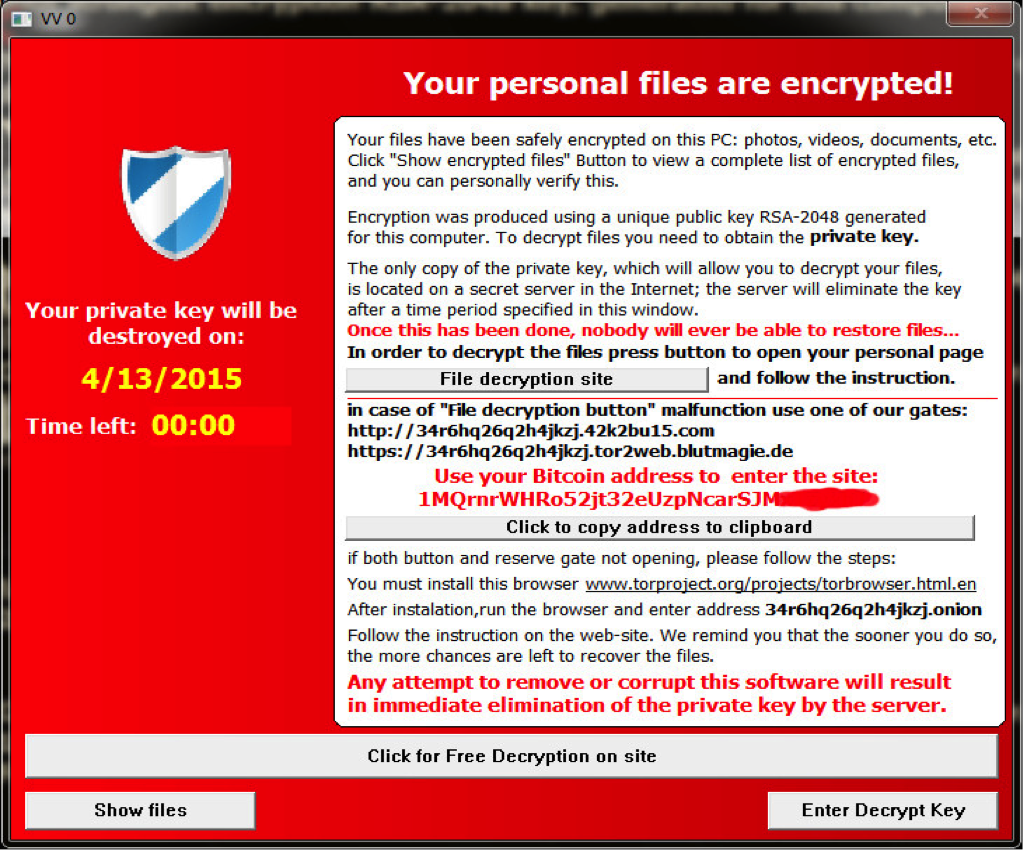 VV 0
Your personal files are encrypted!
Your files have been safely encrypted on this PC: photos, videos, documents, etc.
Click "Show encrypted files" Button to view a complete list of encrypted files,
and you can personally verify this.
Encryption was produced using a unique public key RSA-2048 generated
for this computer. To decrypt files you need to obtain the private key.
The only copy of the private key, which will allow you to decrypt your files,
is located on a secret server in the Internet; the server will eliminate the key
after a time period specified in this window.
Once this has been done, nobody will ever be able to restore files...
In order to decrypt the files press button to open your personal page
File decryption site and follow the instruction.
in case of "File decryption button" malfunction use one of our gates:
http://34r6hq26q2h4jkzj.42k2bu15.com
https://34r6hq26q2h4jkzj.tor2web.blutmagie.de
Use your Bitcoin address to enter the site:
1MQrnrWHRo52jt32eUzpNcarSJM
Click to copy address to clipboard
if both button and reserve gate not opening, please follow the steps:
You must install this browser www.torproject.org/projects/torbrowser.html.en
After instalation,run the browser and enter address 34r6hq26q2h4jkzj.onion
Follow the instruction on the web-site. We remind you that the sooner you do so,
the more chances are left to recover the files.
Any attempt to remove or corrupt this software will result
in immediate elimination of the private key by the server.
Your private key will be
destroyed on:
4/13/2015
Time left: 00:00
Click for Free Decryption on site
Show files
Enter Decrypt Key